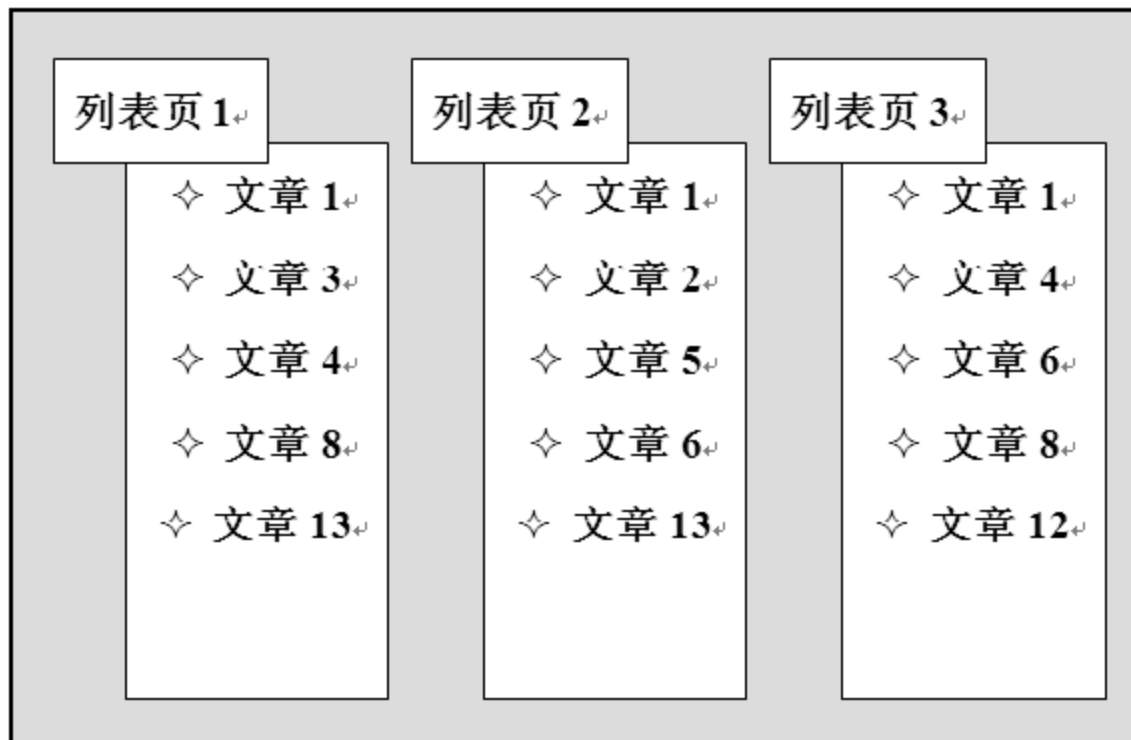 列表页 1
✧ 文章 1
✧ 文章 3
✧ 文章 4
✧ 文章 8
✧ 文章 13
列表页 2
✧ 文章 1
✧ 文章 2
✧ 文章 5
✧ 文章 6
✧ 文章 13
列表页 3
✧ 文章 1
✧ 文章 4
✧ 文章 6
✧ 文章 8
✧ 文章 12